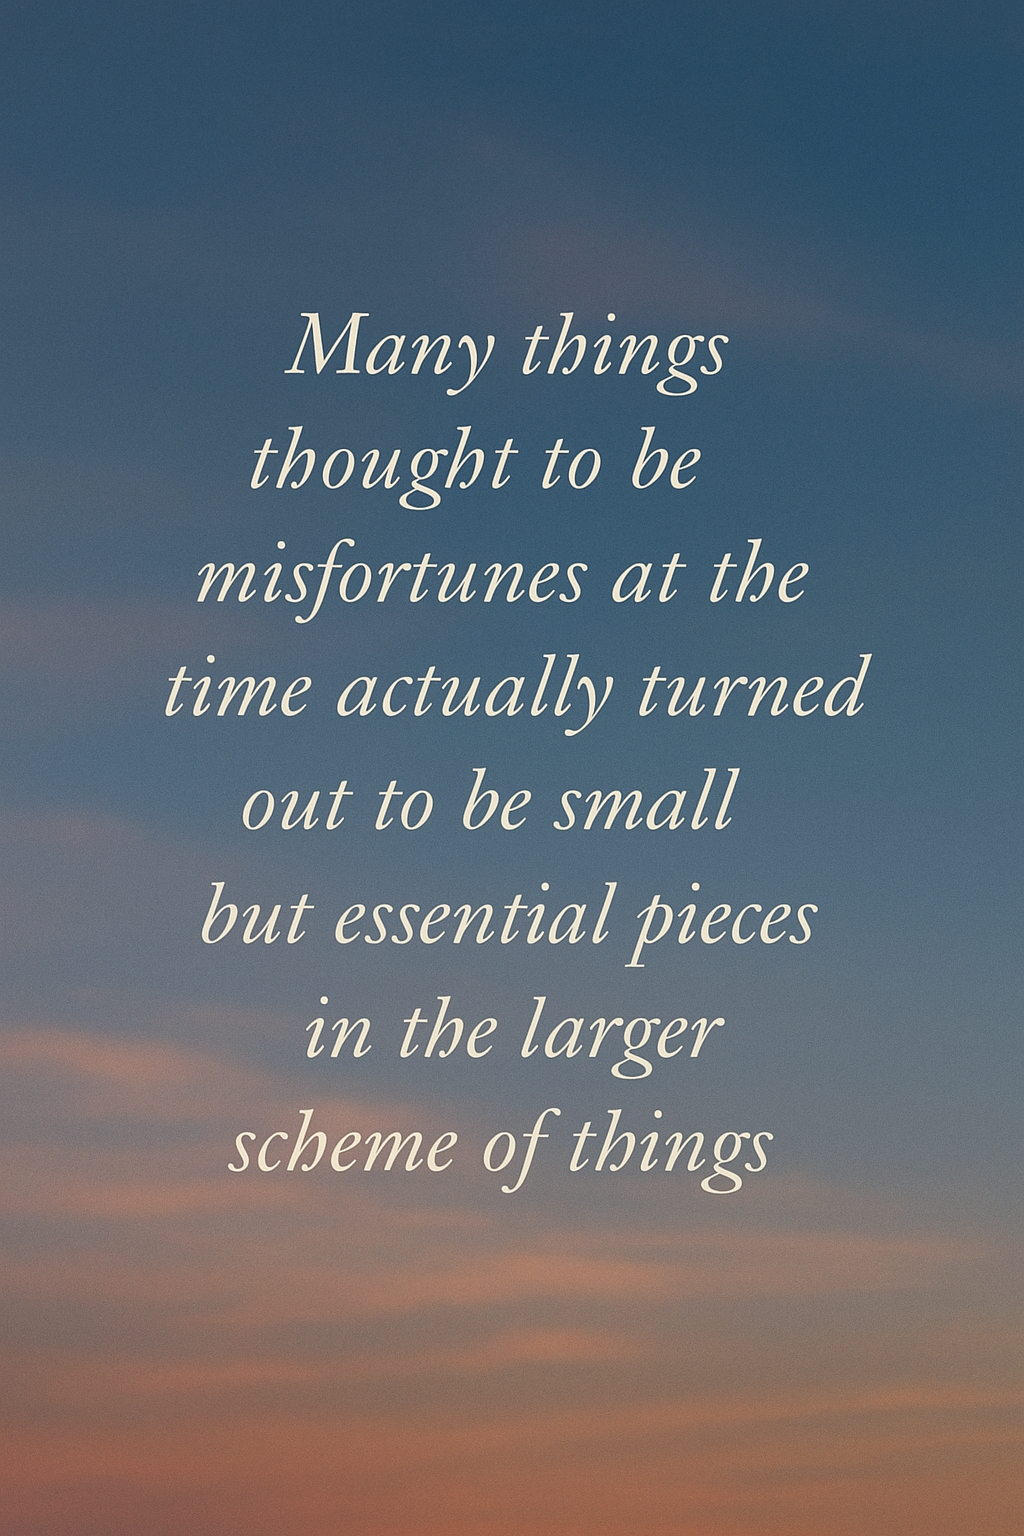 Many things
thought to be
misfortunes at the
time actually turned
out to be small
but essential pieces
in the larger
scheme of things